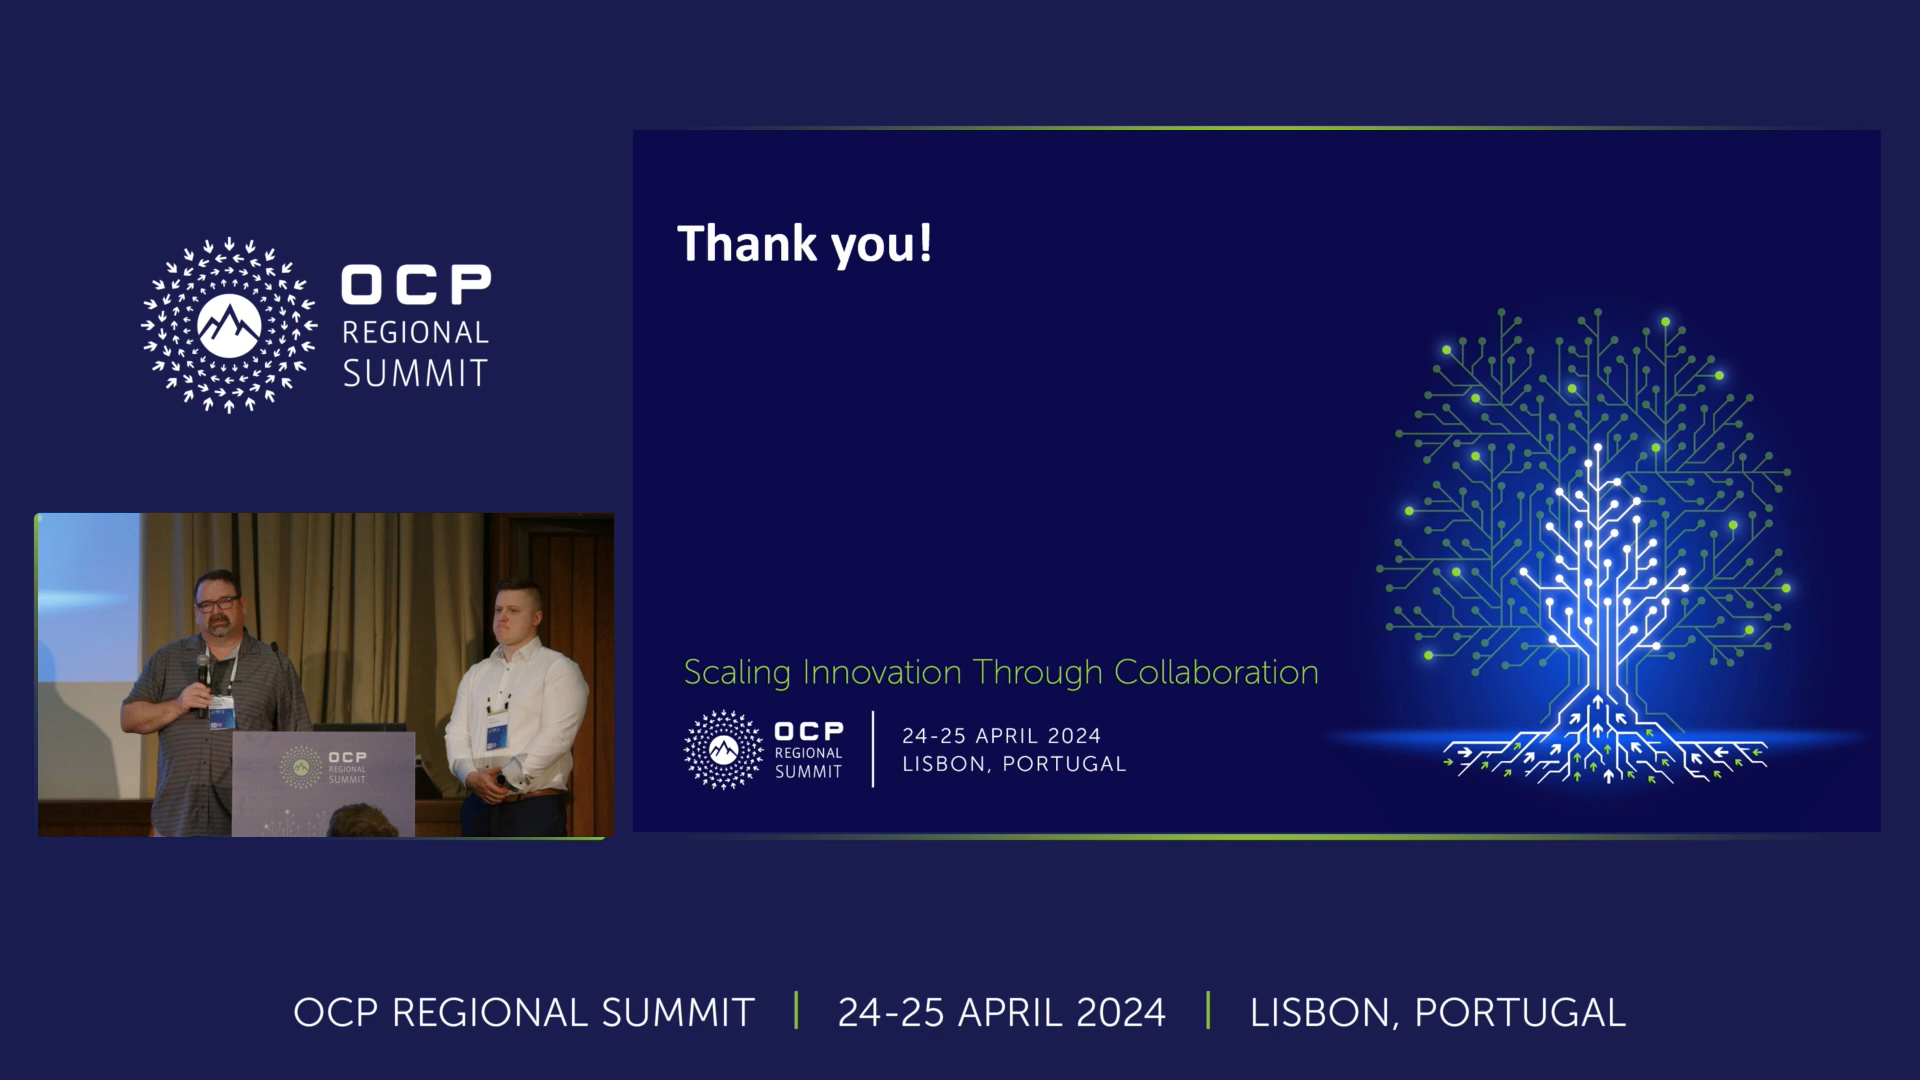 OCP
REGIONAL
SUMMIT
Thank you!
Scaling Innovation Through Collaboration
OCP
REGIONAL
SUMMIT
24-25 APRIL 2024
LISBON, PORTUGAL
OCP
REGIONAL
SUMMIT
OCP REGIONAL SUMMIT | 24-25 APRIL 2024 | LISBON, PORTUGAL